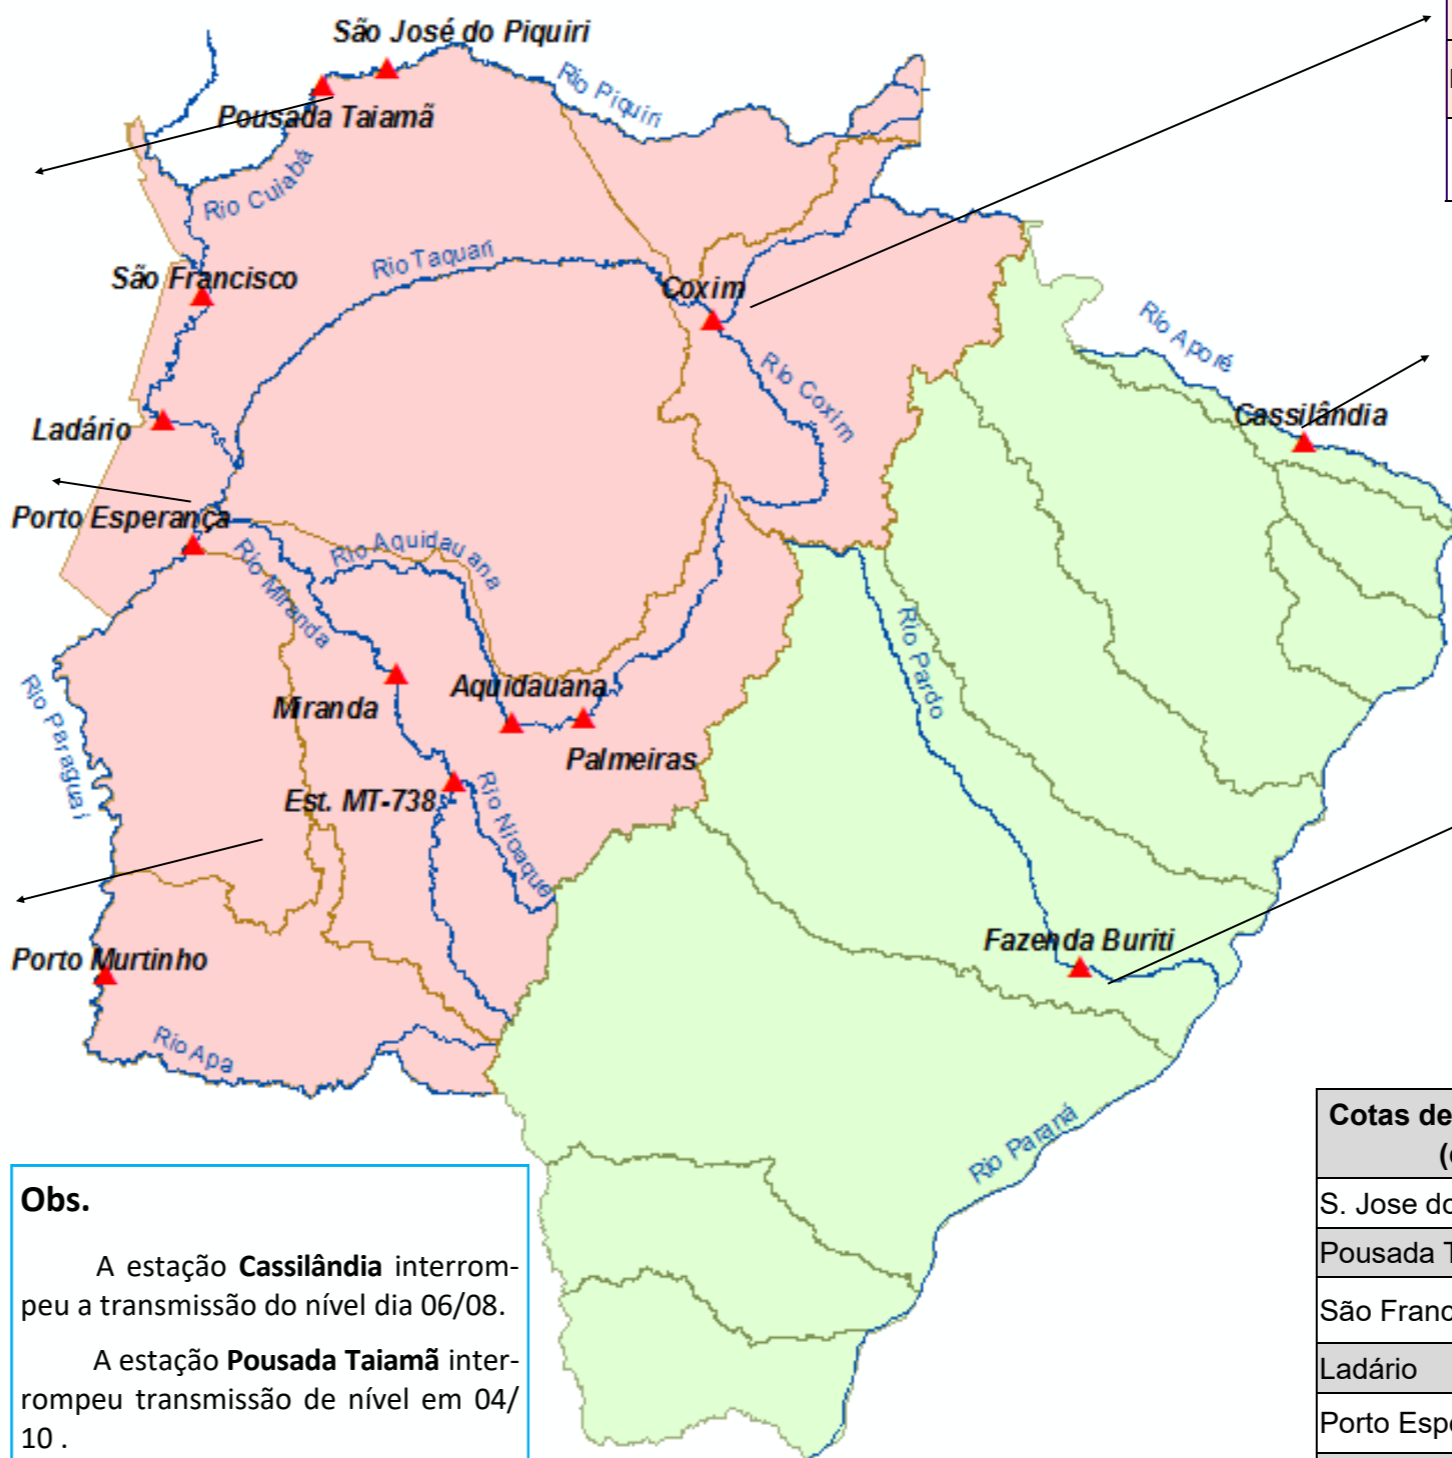 São José do Piquiri
Rio Piquiri
Pousada Taiamã
Rio Cuiabá
Rio Taquari
São Francisco
Coxim
Rio Aporé
Rio Coxim
Cassilândia
Ladário
Porto Esperança
Rio Aquidauana
Rio Miranda
Rio Pardo
Aquidauana
Miranda
Rio Paraguai
Palmeiras
Est. MT-738
Rio Nioaque
Fazenda Buriti
Porto Murtinho
Rio Apa
Rio Paraná
Obs.
A estação Cassilândia interrom-
peu a transmissão do nível dia 06/08.
A estação Pousada Taiamã inter-
rompeu transmissão de nível em 04/
10 .
Cotas de
(
S. Jose do
Pousada T
São Franc
Ladário
Porto Esp